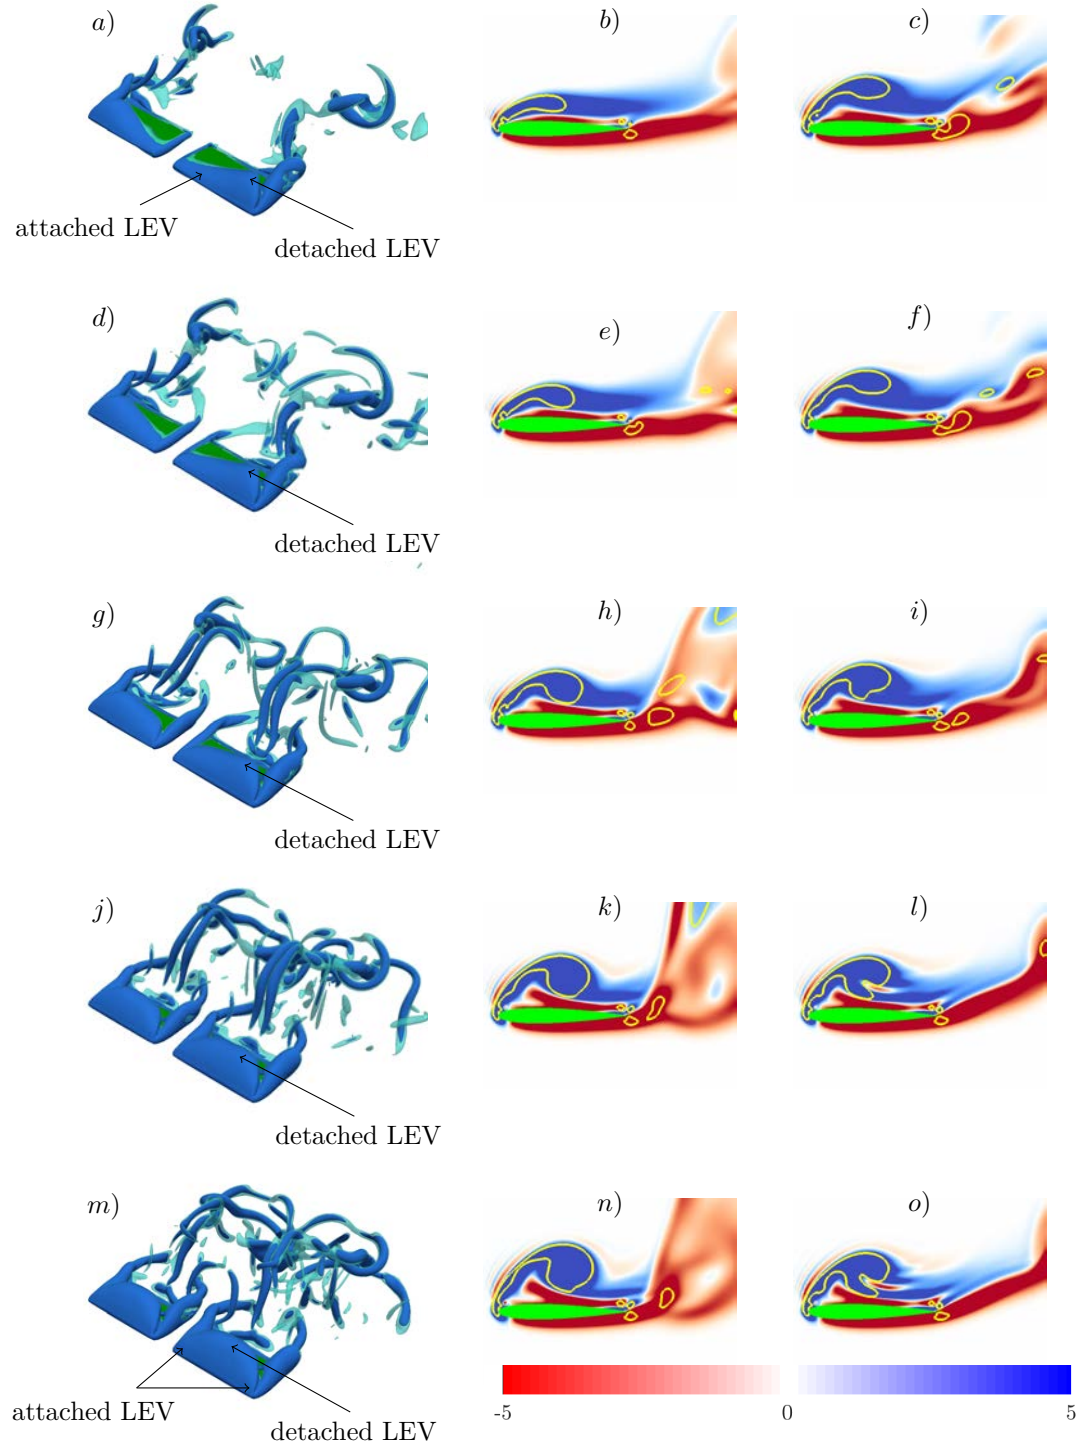 a) b) c)
attached LEV
detached LEV
d) e) f)
detached LEV
g) h) i)
detached LEV
j) k) l)
detached LEV
m) n) o)
attached LEV
detached LEV
-5 0 5